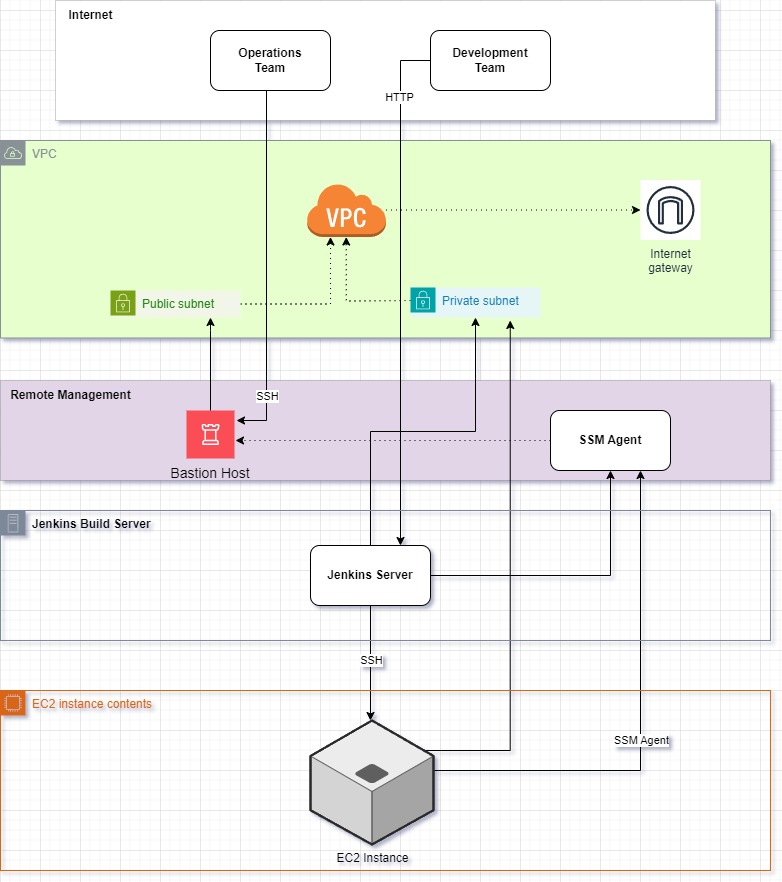 Internet
Operations
Team
Development
Team
HTTP
VPC
VPC
Internet
gateway
Public subnet
Private subnet
Remote Management
SSH
SSM Agent
Bastion Host
Jenkins Build Server
Jenkins Server
SSH
EC2 instance contents
SSM Agent
EC2 Instance